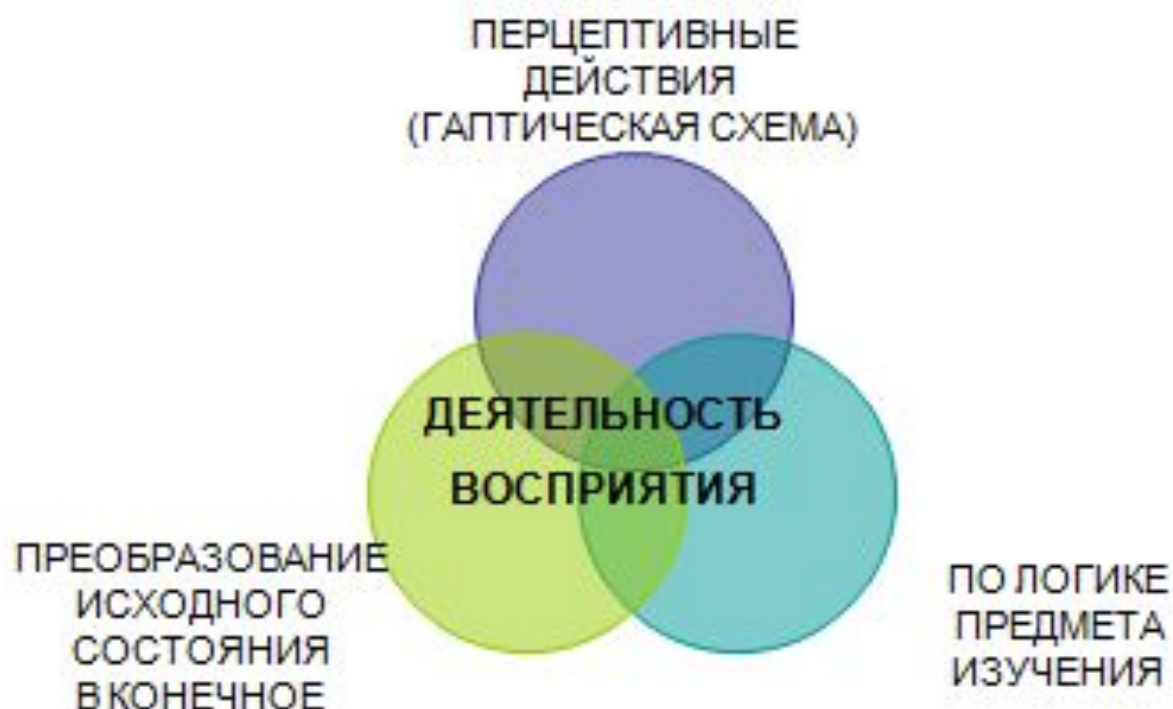 ПЕРЦЕПТИВНЫЕ
ДЕЙСТВИЯ
(ГАПТИЧЕСКАЯ СХЕМА)
ДЕЯТЕЛЬНОСТЬ
ВОСПРИЯТИЯ
ПРЕОБРАЗОВАНИЕ
ИСХОДНОГО
СОСТОЯНИЯ
В КОНЕЧНОЕ
ПО ЛОГИКЕ
ПРЕДМЕТА
ИЗУЧЕНИЯ